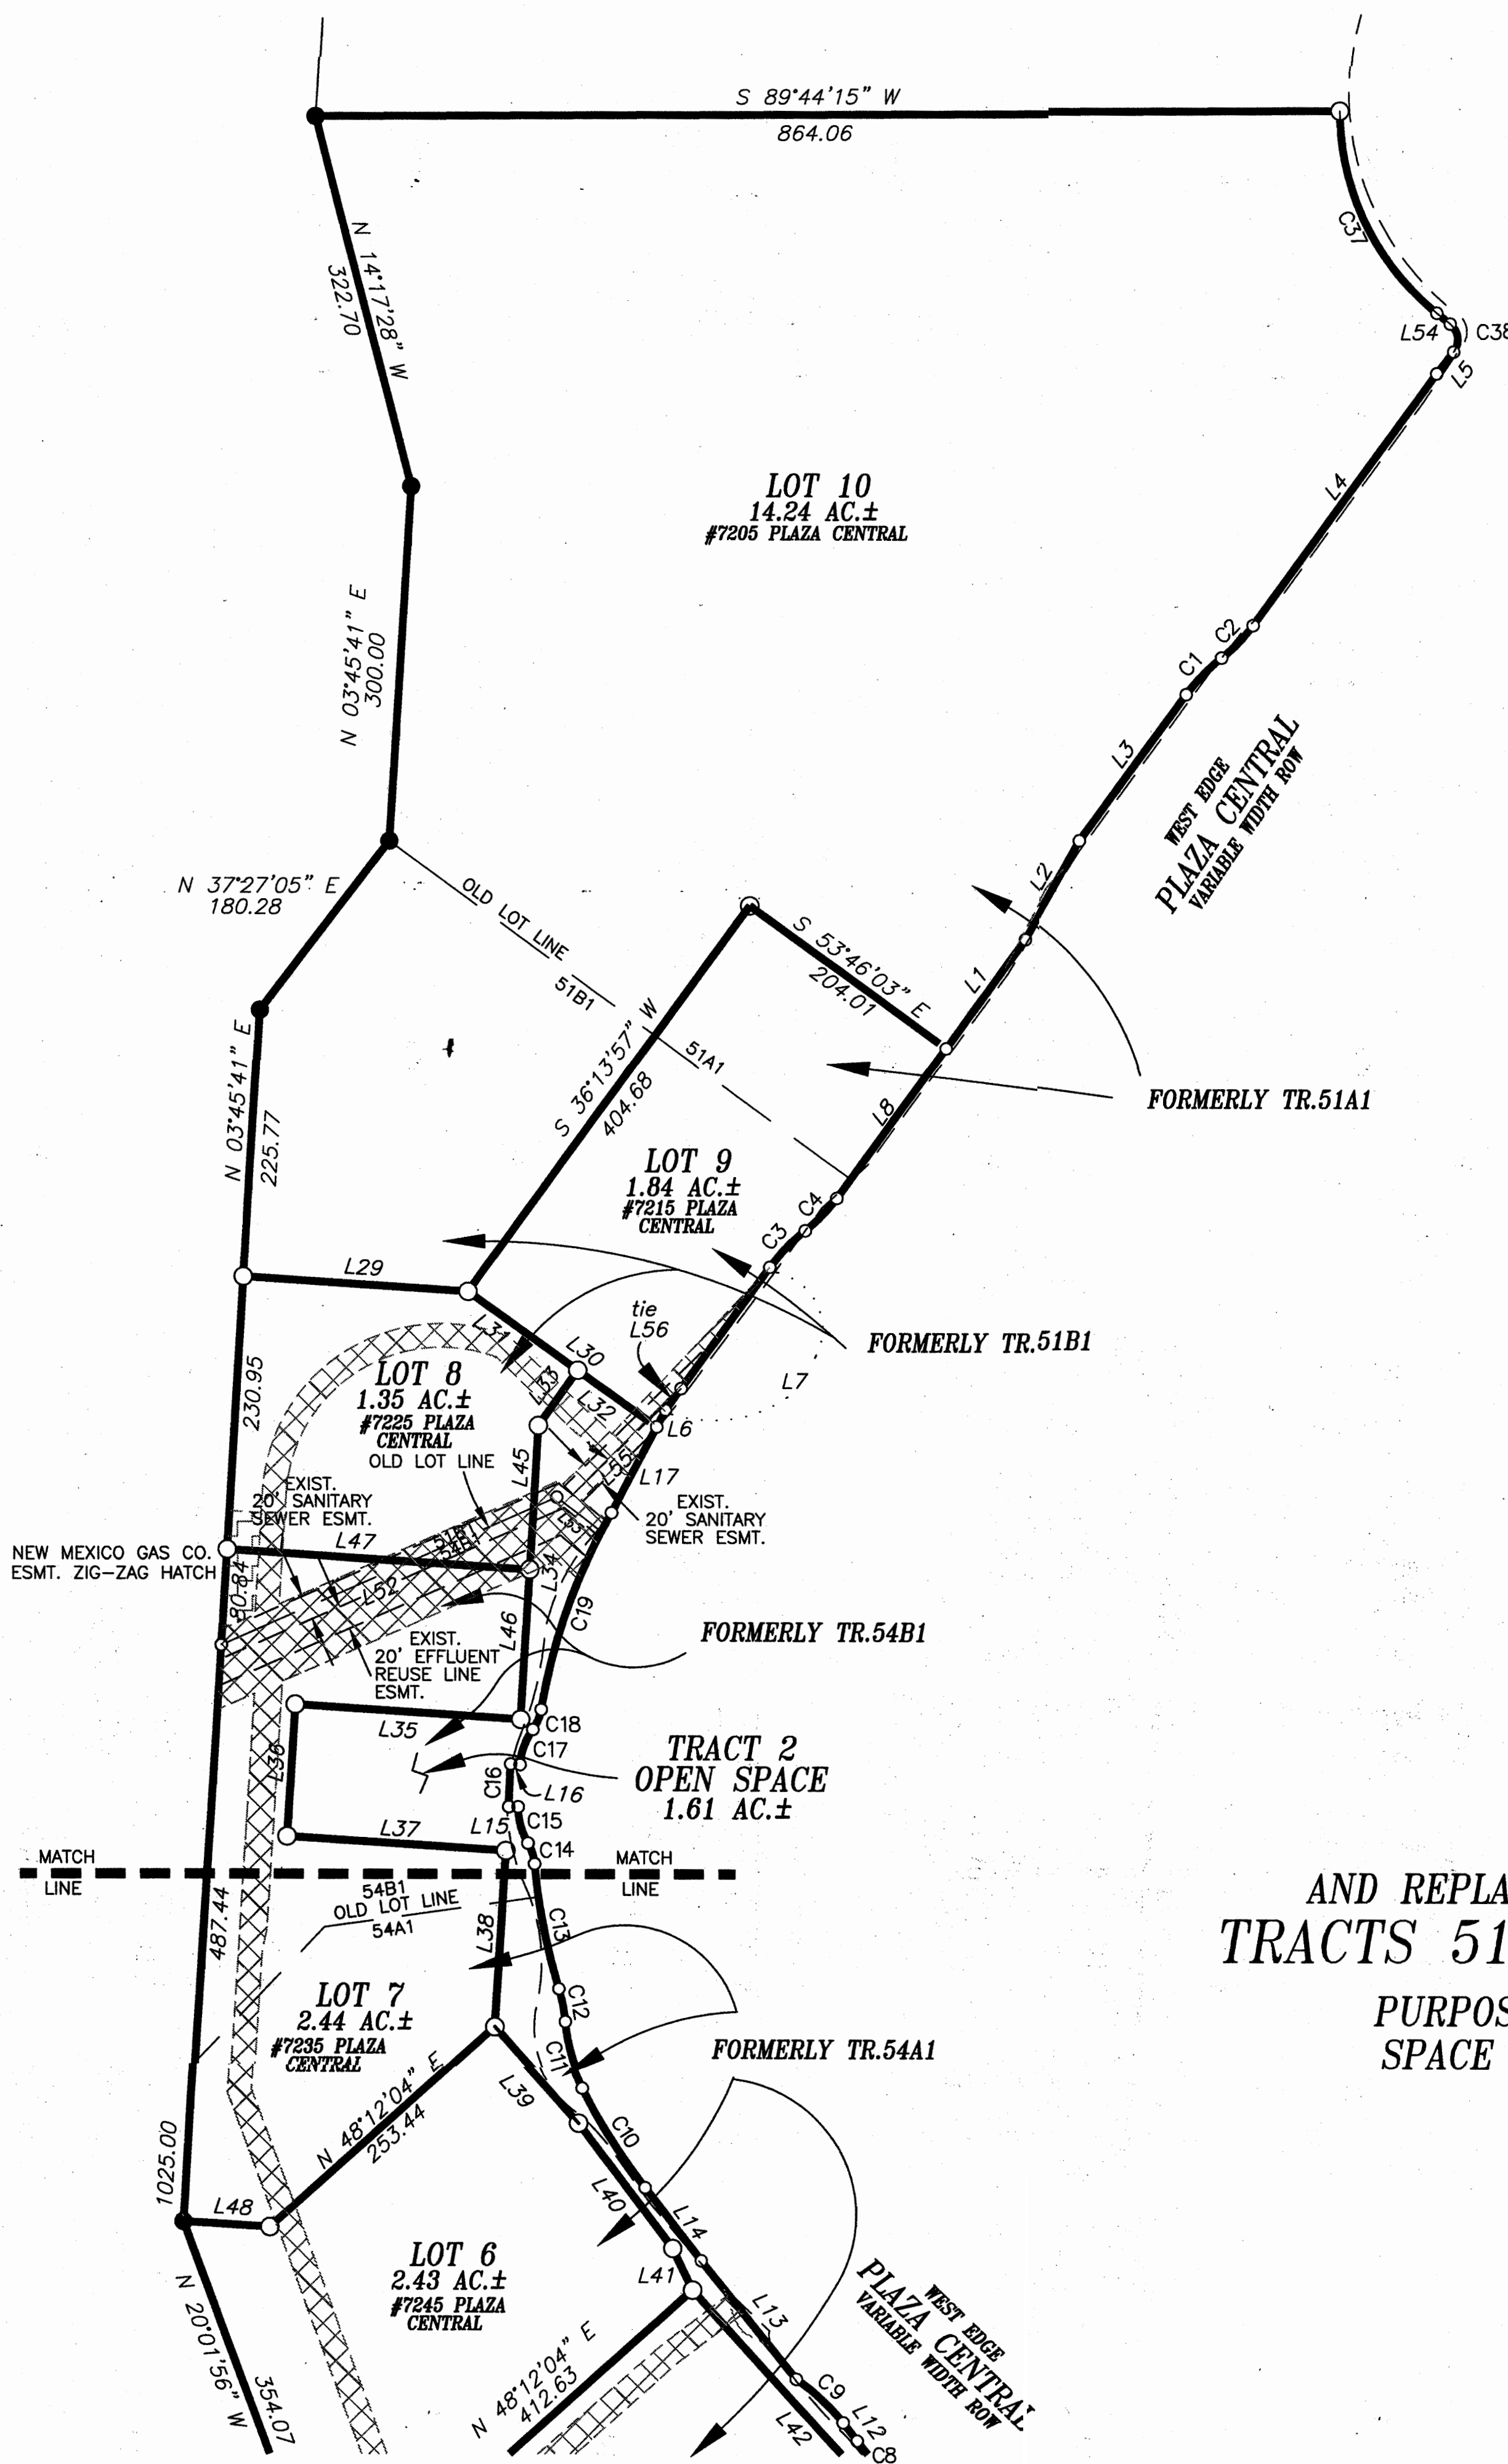 S 89°44'15" W
864.06
C37
N 14°17'28" W
322.70
L54
C38
L5
LOT 10
14.24 AC.±
#7205 PLAZA CENTRAL
L4
N 03°45'41" E
300.00
C2
C1
L3
WEST EDGE
PLAZA CENTRAL
VARIABLE WIDTH ROW
N 37°27'05" E
180.28
OLD LOT LINE
51B1
51A1
S 53°46'03" E
204.01
L2
L1
S 36°13'57" W
404.68
N 03°45'41" E
225.77
L8
FORMERLY TR.51A1
LOT 9
1.84 AC.±
#7215 PLAZA
CENTRAL
C4
C3
L29
L31
L30
tie
L56
FORMERLY TR.51B1
L7
230.95
LOT 8
1.35 AC.±
#7225 PLAZA
CENTRAL
OLD LOT LINE
L33
L32
L6
L45
L55
L17
EXIST.
20' SANITARY
SEWER ESMT.
EXIST.
20' SANITARY
SEWER ESMT.
L53
51B1
54B1
L47
NEW MEXICO GAS CO.
ESMT. ZIG-ZAG HATCH
80.84
L52
L34
C19
L46
FORMERLY TR.54B1
EXIST.
20' EFFLUENT
REUSE LINE
ESMT.
L35
C18
C17
L36
C16
L16
TRACT 2
OPEN SPACE
1.61 AC.±
L37
L15
C15
C14
MATCH
LINE
MATCH
LINE
54B1
OLD LOT LINE
54A1
487.44
L38
C13
AND REPLA
TRACTS 51
PURPOS
SPACE
LOT 7
2.44 AC.±
#7235 PLAZA
CENTRAL
C12
C11
FORMERLY TR.54A1
N 48°12'04" E
253.44
L39
C10
1025.00
L48
L40
L14
LOT 6
2.43 AC.±
#7245 PLAZA
CENTRAL
L41
L13
WEST EDGE
PLAZA CENTRAL
VARIABLE WIDTH ROW
N 20°01'56" W
354.07
N 48°12'04" E
412.63
C9
L12
L42
C8